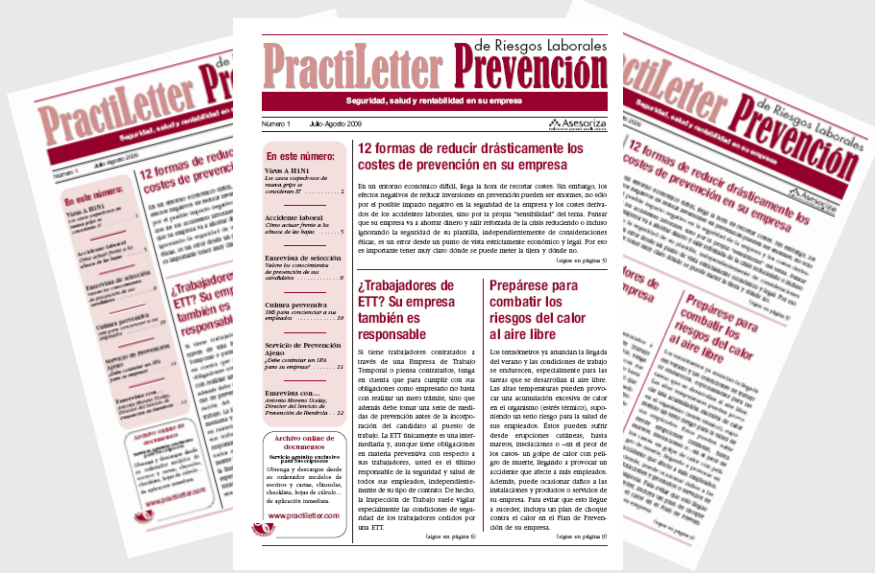 PractiLetter Prevención
de Riesgos Laborales
Seguridad, salud y rentabilidad en su empresa
Número 1 Julio-Agosto 2009 Asesoriza
En este número:
Virus A H1N1
Los casos sospechosos de
nueva gripe se
consideran IT 2
Accidente laboral
Cómo actuar frente a los
abusos de las bajas 5
Entrevista de selección
Valore los conocimientos
de prevención de sus
candidatos 8
Cultura preventiva
SMS para concienciar a sus
empleados 10
Servicio de Prevención
Ajeno
¿Debe contratar un SPA
para su empresa? 11
Entrevista con...
Antonio Moreno Ucelay,
Director del Servicio de
Prevención de Iberdrola 12
Archivo online de
documentos
Servicio gratuito exclusivo
para suscriptores
Obtenga y descargue desde
su ordenador modelos de
escritos y cartas, cláusulas,
checklists, hojas de cálculo...
de aplicación inmediata.
www.practiletter.com
12 formas de reducir drásticamente los
costes de prevención en su empresa
En un entorno económico difícil, llega la hora de recortar costes. Sin embargo, los
efectos negativos de reducir inversiones en prevención pueden ser enormes, no sólo
por el posible impacto negativo en la seguridad de la empresa y los costes deriva-
dos de los accidentes laborales, sino por la propia "sensibilidad" del tema. Pensar
que su empresa va a ahorrar dinero y salir reforzada de la crisis reduciendo o incluso
ignorando la seguridad de su plantilla, independientemente de consideraciones
éticas, es un error desde un punto de vista estrictamente económico y legal. Por eso
es importante tener muy claro dónde se puede meter la tijera y dónde no.
(sigue en página 3)
¿Trabajadores de
ETT? Su empresa
también es
responsable
Si tiene trabajadores contratados a
través de una Empresa de Trabajo
Temporal o piensa contratarlos, tenga
en cuenta que para cumplir con sus
obligaciones como empresario no basta
con realizar un mero trámite, sino que
además debe tomar una serie de medi-
das de prevención antes de la incorpo-
ración del candidato al puesto de
trabajo. La ETT únicamente es una inter-
mediaria y, aunque tiene obligaciones
en materia preventiva con respecto a
sus trabajadores, usted es el último
responsable de la seguridad y salud de
todos sus empleados, independiente-
mente de su tipo de contrato. De hecho,
la Inspección de Trabajo suele vigilar
especialmente las condiciones de segu-
ridad de los trabajadores cedidos por
una ETT.
(sigue en página 6)
Prepárese para
combatir los
riesgos del calor
al aire libre
Los termómetros ya anuncian la llegada
del verano y las condiciones de trabajo
se endurecen, especialmente para las
tareas que se desarrollan al aire libre.
Las altas temperaturas pueden provo-
car una acumulación excesiva de calor
en el organismo (estrés térmico), supo-
niendo un serio riesgo para la salud de
sus empleados. Éstos pueden sufrir
desde erupciones cutáneas, hasta
mareos, insolaciones o –en el peor de
los casos– un golpe de calor con peli-
gro de muerte, llegando a provocar un
accidente que afecte a más empleados.
Además, puede ocasionar daños a las
instalaciones y productos o servicios de
su empresa. Para evitar que esto llegue
a suceder, incluya un plan de choque
contra el calor en el Plan de Preven-
ción de su empresa.
(sigue en página 9)